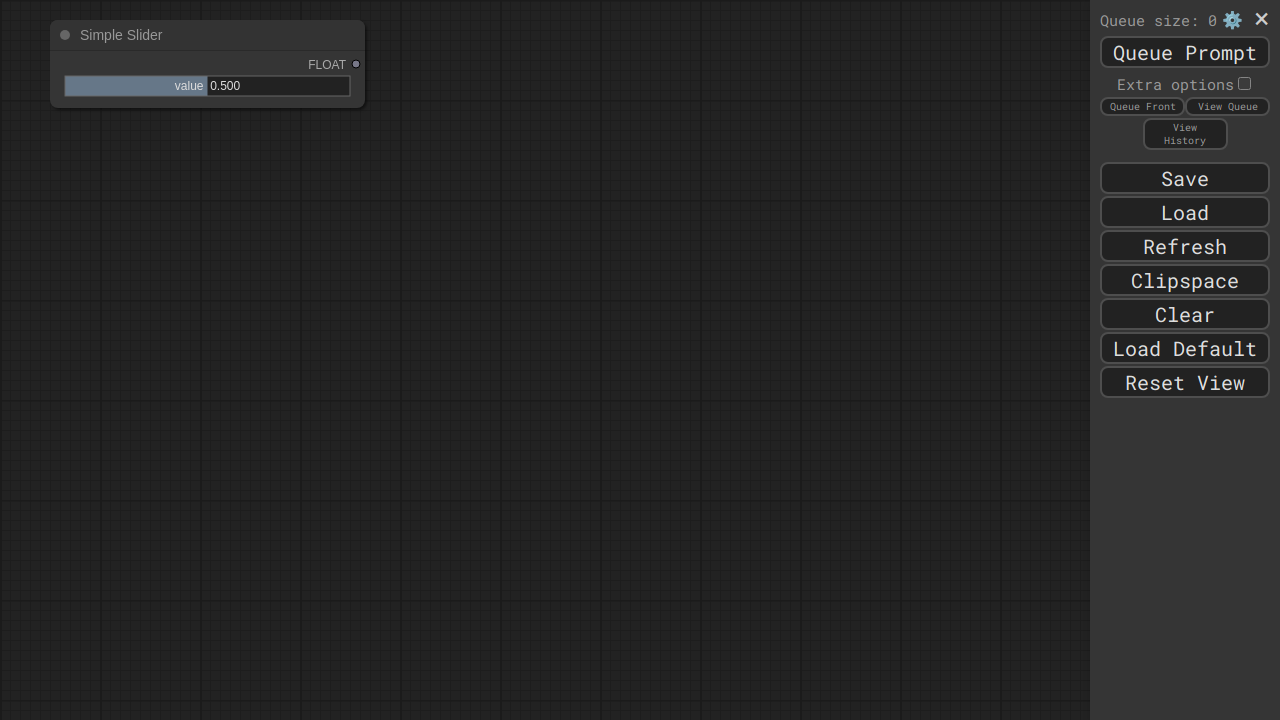 Simple Slider
FLOAT
value 0.500
Queue size: 0
Queue Prompt
Extra options
Queue Front
View Queue
View
History
Save
Load
Refresh
Clipspace
Clear
Load Default
Reset View